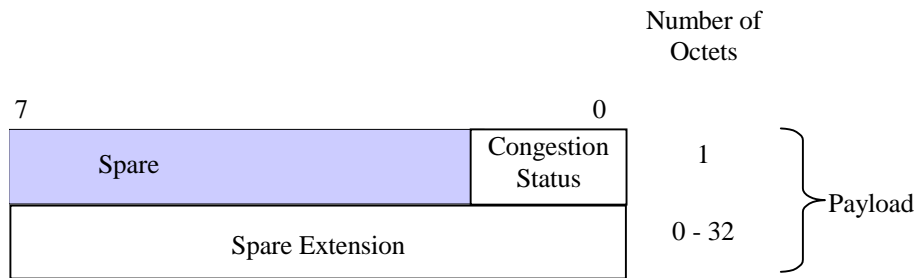 Number of
Octets
7 0
Spare
Congestion
Status
1
Spare Extension
0 - 32
Payload